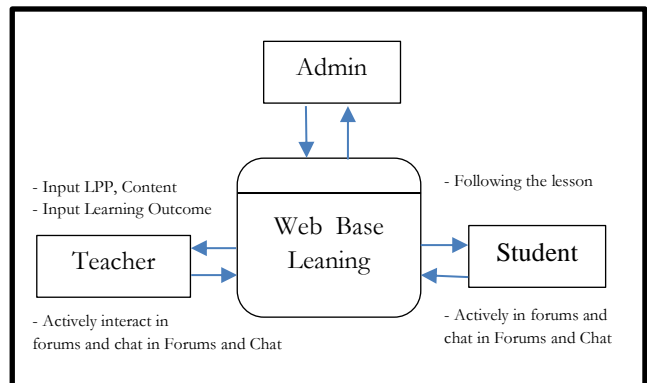 Admin
- Input LPP, Content
- Input Learning Outcome
- Following the lesson
Web Base
Leaning
Teacher
Student
- Actively interact in
forums and chat in Forums and Chat
- Actively in forums and
chat in Forums and Chat